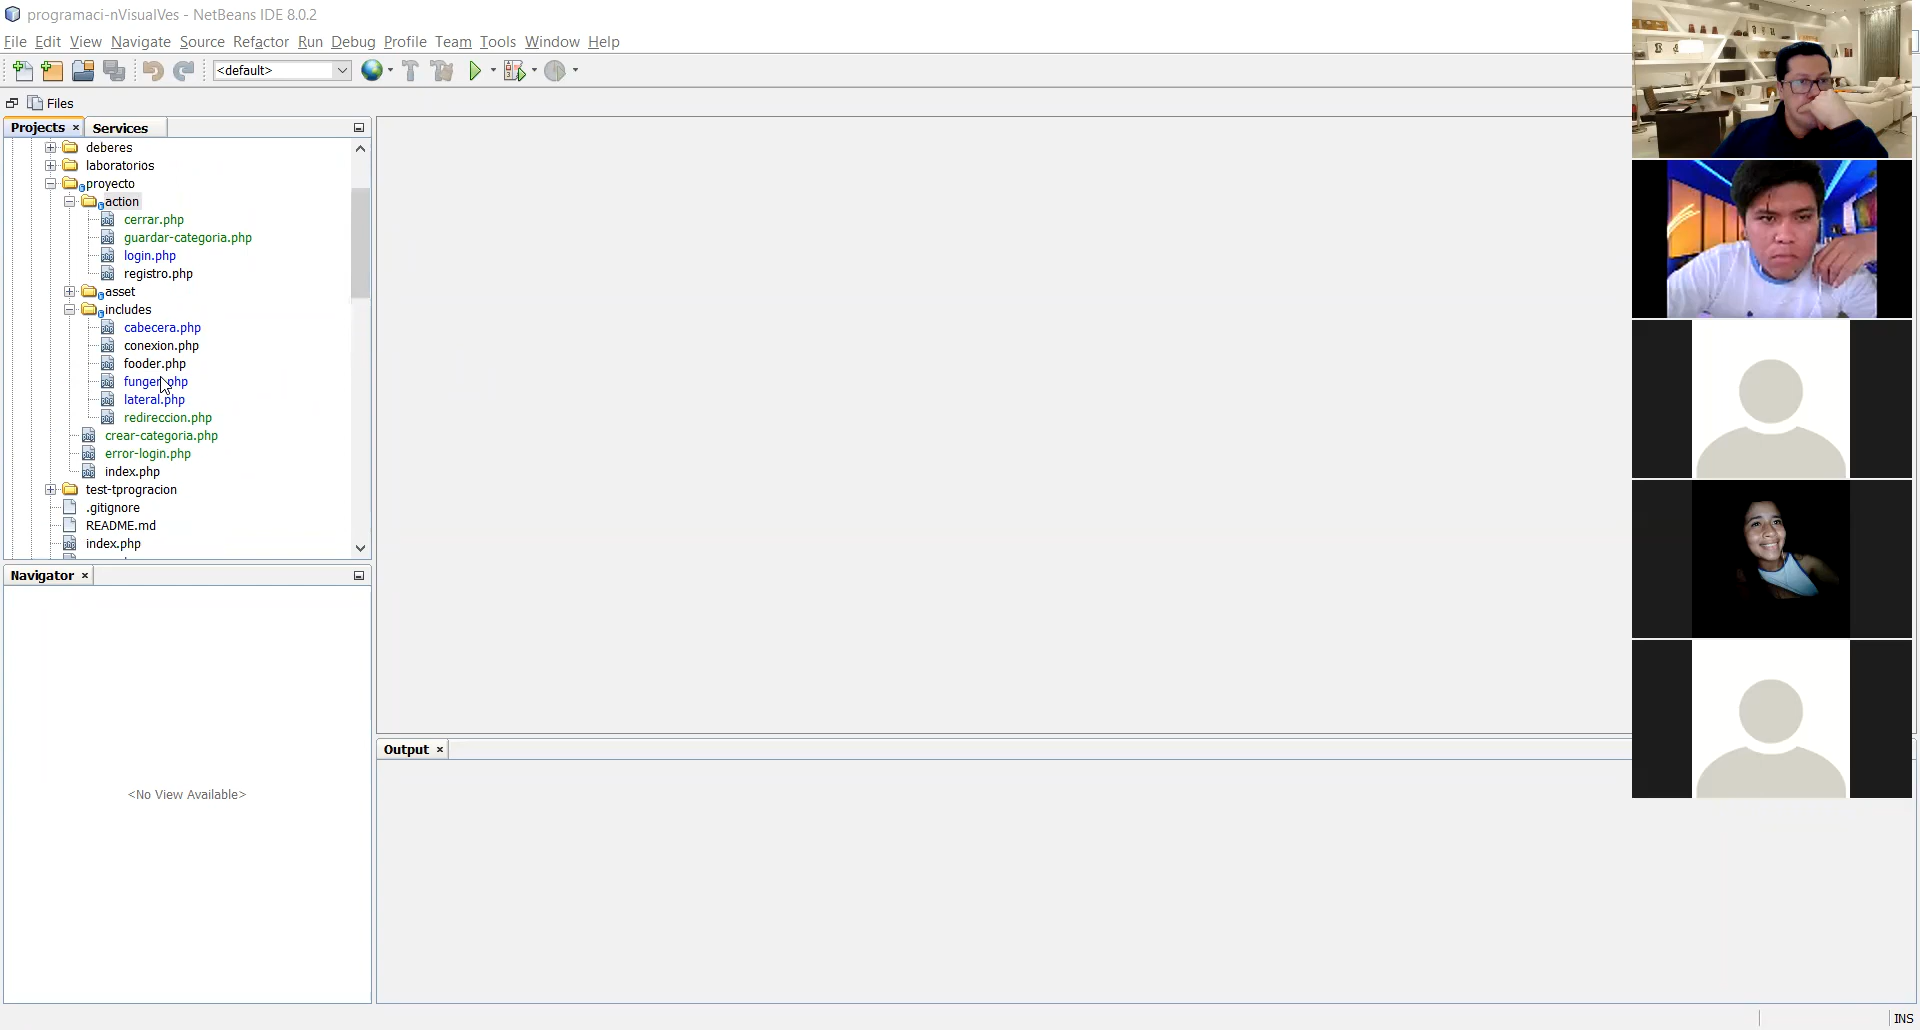 programaci-nVisualVes - NetBeans IDE 8.0.2
File Edit View Navigate Source Refactor Run Debug Profile Team Tools Window Help
<default>
Files
Projects × Services
deberes
laboratorios
proyecto
action
cerrar.php
guardar-categoria.php
login.php
registro.php
asset
includes
cabecera.php
conexion.php
fooder.php
lateral.php
redireccion.php
crear-categoria.php
error-login.php
index.php
test-tprogracion
.gitignore
README.md
index.php
Navigator ×
<No View Available>
Output ×
INS